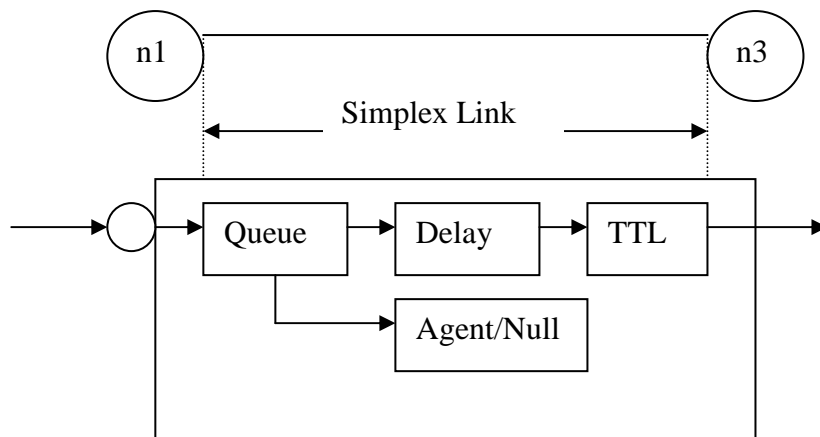 n1
n3
Simplex Link
Queue
Delay
TTL
Agent/Null